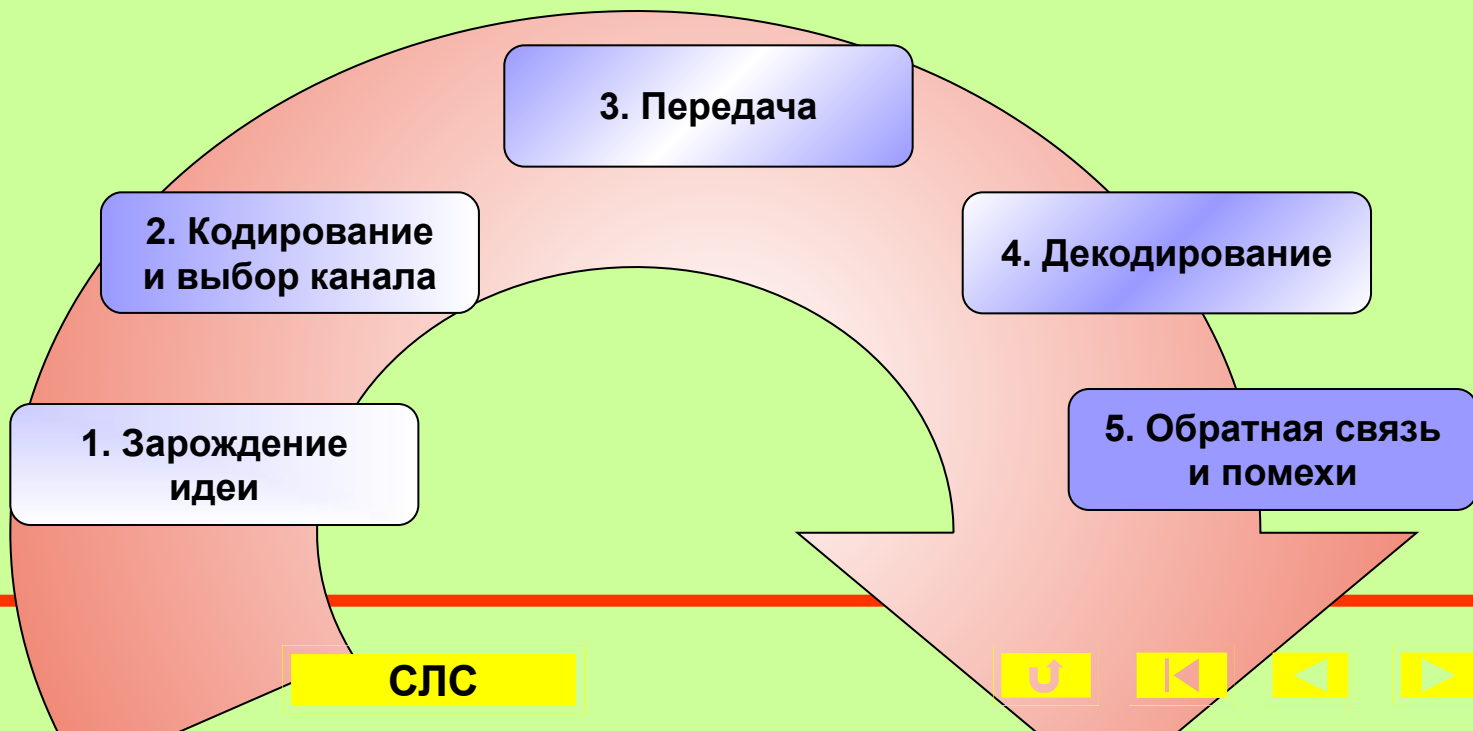 3. Передача
2. Кодирование
и выбор канала
4. Декодирование
1. Зарождение
идеи
5. Обратная связь
и помехи
СЛС